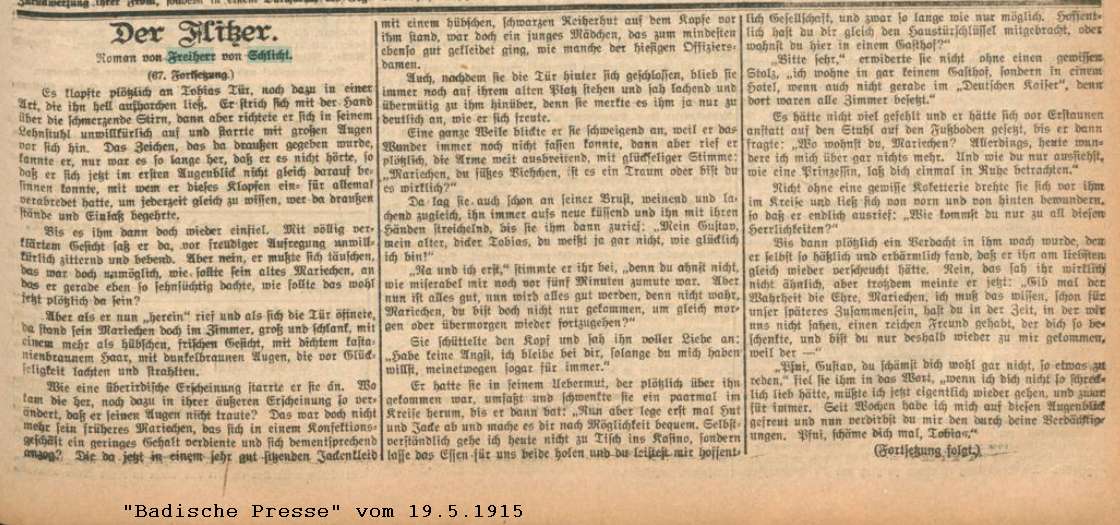 Der Flitzer.
Roman von Freiherr von Schlicht.
(67. Fortsetzung.)
Es klopfte plötzlich an Tobias Tür, noch dazu in einer
Art, die ihn hell aufhorchen ließ. Er strich sich mit der Hand
über die schmerzende Stirn, dann aber richtete er sich in seinem
Lehnstuhl unwillkürlich auf und starrte mit großen Augen
vor sich hin. Das Zeichen, das da draußen gegeben wurde,
kannte er, nur war es so lange her, daß er es nicht hörte, so
daß er sich jetzt im ersten Augenblick nicht gleich darauf be-
sinnen konnte, mit wem er dieses Klopfen ein- für allemal
verabredet hatte, um jederzeit gleich zu wissen, wer da draußen
stände und Einlaß begehrte.
Bis es ihm dann doch wieder einfiel. Mit völlig ver-
klärtem Gesicht saß er da, vor freudiger Aufregung unwill-
kürlich zitternd und bebend. Aber nein, er mußte sich täuschen,
das war doch unmöglich, wie sollte sein altes Mariechen, an
das er gerade eben so sehnsüchtig dachte, wie sollte das wohl
jetzt plötzlich da sein?
Aber als er nun „herein" rief und als sich die Tür öffnete,
da stand sein Mariechen doch im Zimmer, groß und schlank, mit
einem mehr als hübschen, frischen Gesicht, mit dichtem kasta-
nienbraunem Haar, mit dunkelbraunen Augen, die vor Glück-
seligkeit lachten und strahlten.
Wie eine überirdische Erscheinung starrte er sie an. Wo
kam die her, noch dazu in ihrer äußeren Erscheinung so ver-
ändert, daß er seinen Augen nicht traute? Das war doch nicht
mehr sein früheres Mariechen, das sich in einem Konfektions-
geschäft ein geringes Gehalt verdiente und sich dementsprechend
anzog? Die da jetzt in einem sehr gut sitzenden Jackenkleid
mit einem hübschen, schwarzen Reiherhut auf dem Kopfe vor
ihm stand, war doch ein junges Mädchen, das zum mindesten
ebenso gut gekleidet ging, wie manche der hiesigen Offiziers-
damen.
Auch, nachdem sie die Tür hinter sich geschlossen, blieb sie
immer noch auf ihrem alten Platz stehen und sah lachend und
übermütig zu ihm hinüber, denn sie merkte es ihm ja nur zu
deutlich an, wie er sich freute.
Eine ganze Weile blickte er sie schweigend an, weil er das
Wunder immer noch nicht fassen konnte, dann aber rief er
plötzlich, die Arme weit ausbreitend, mit glückseliger Stimme:
„Mariechen, du süßes Viehchen, ist es ein Traum oder bist du
es wirklich?"
Da lag sie auch schon an seiner Brust, weinend und la-
chend zugleich, ihn immer aufs neue küssend und ihn mit ihren
Händen streichelnd, bis sie ihm dann zurief: „Mein Gustav,
mein alter, dicker Tobias, du weißt ja gar nicht, wie glücklich
ich bin!"
„Na und ich erst," stimmte er ihr bei, „denn du ahnst nicht,
wie miserabel mir noch vor fünf Minuten zumute war. Aber
nun ist alles gut, nun wird alles gut werden, denn nicht wahr,
Mariechen, du bist doch nicht nur gekommen, um gleich mor-
gen oder übermorgen wieder fortzugehen?"
Sie schüttelte den Kopf und sah ihn voller Liebe an:
„Habe keine Angst, ich bleibe bei dir, solange du mich haben
willst, meinetwegen sogar für immer."
Er hatte sie in seinem Uebermut, der plötzlich über ihn
gekommen war, umfaßt und schwenkte sie ein paarmal im
Kreise herum, bis er dann bat: „Nun aber lege erst mal Hut
und Jacke ab und mache es dir nach Möglichkeit bequem. Selbst-
verständlich gehe ich heute nicht zu Tisch ins Kasino, sondern
lasse das Essen für uns beide holen und du leistest mir hoffent-
lich Gesellschaft, und zwar so lange wie nur möglich. Hoffent-
lich hast du dir gleich den Hausttürschlüssel mitgebracht, oder
wohnst du hier in einem Gasthof?"
„Bitte sehr," erwiderte sie nicht ohne einen gewissen
Stolz, „ich wohne in gar keinem Gasthof, sondern in einem
Hotel, wenn auch nicht gerade im „Deutschen Kaiser", denn
dort waren alle Zimmer besetzt."
Es hätte nicht viel gefehlt und er hätte sich vor Erstaunen
anstatt auf den Stuhl auf den Fußboden gesetzt, bis er dann
fragte: „Wo wohnst du, Mariechen? Allerdings, heute wun-
dere ich mich über gar nichts mehr. Und wie du nur aussiehst,
wie eine Prinzessin, laß dich einmal in Ruhe betrachten."
Nicht ohne eine gewisse Koketterie drehte sie sich vor ihm
im Kreise und ließ sich von vorn und von hinten bewundern,
so daß er endlich ausrief: „Wie kommst du nur zu all diesen
Herrlichkeiten?"
Bis dann plötzlich ein Verdacht in ihm wach wurde, den
er selbst so häßlich und erbärmlich fand, daß er ihn am liebsten
gleich wieder verscheucht hätte. Nein, das sah ihr wirklich
nicht ähnlich, aber trotzdem meinte er jetzt: „Gib mal der
Wahrheit die Ehre, Mariechen, ich muß das wissen, schon für
unser späteres Zusammensein, hast du in der Zeit, in der wir
uns nicht sahen, einen reichen Freund gehabt, der dich so be-
schenkte, und bist du nur deshalb wieder zu mir gekommen,
weil der —"
„Pfui, Gustav, du schämst dich wohl gar nicht, so etwas zu
reden," fiel sie ihm in das Wort, „wenn ich dich nicht so schreck-
lich lieb hätte, müßte ich jetzt eigentlich wieder gehen, und zwar
für immer. Seit Wochen habe ich mich auf diesen Augenblick
gefreut und nun verdirbst du mir den durch deine Verdächtig-
ungen. Pfui, schäme dich mal, Tobias."
(Fortsetzung folgt.)
"Badische Presse" vom 19.5.1915